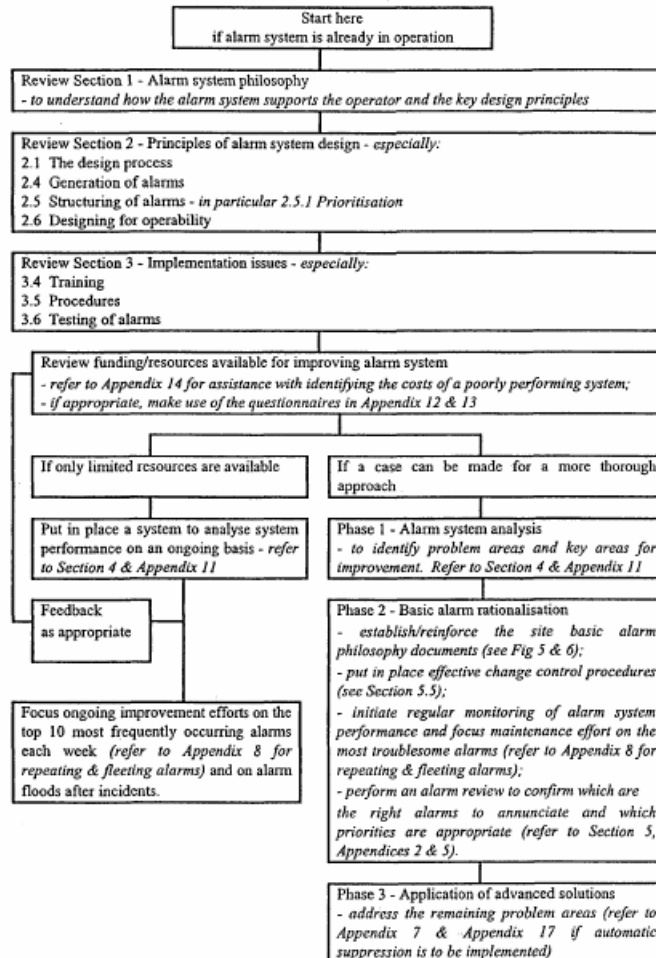 Start here
if alarm system is already in operation
Review Section 1 - Alarm system philosophy
- to understand how the alarm system supports the operator and the key design principles
Review Section 2 - Principles of alarm system design - especially:
2.1 The design process
2.4 Generation of alarms
2.5 Structuring of alarms - in particular 2.5.1 Prioritisation
2.6 Designing for operability
Review Section 3 - Implementation issues - especially:
3.4 Training
3.5 Procedures
3.6 Testing of alarms
Review funding/resources available for improving alarm system
- refer to Appendix 14 for assistance with identifying the costs of a poorly performing system;
- if appropriate, make use of the questionnaires in Appendix 12 & 13
If only limited resources are available
Put in place a system to analyse system
performance on an ongoing basis - refer
to Section 4 & Appendix 11
Feedback
as appropriate
Focus ongoing improvement efforts on the
top 10 most frequently occurring alarms
each week (refer to Appendix 8 for
repeating & fleeting alarms) and on alarm
floods after incidents.
If a case can be made for a more thorough
approach
Phase 1 - Alarm system analysis
- to identify problem areas and key areas for
improvement. Refer to Section 4 & Appendix 11
Phase 2 - Basic alarm rationalisation
- establish/reinforce the site basic alarm
philosophy documents (see Fig 5 & 6);
- put in place effective change control procedures
(see Section 5.5);
- initiate regular monitoring of alarm system
performance and focus maintenance effort on the
most troublesome alarms (refer to Appendix 8 for
repeating & fleeting alarms);
- perform an alarm review to confirm which are
the right alarms to annunciate and which
priorities are appropriate (refer to Section 5,
Appendices 2 & 5).
Phase 3 - Application of advanced solutions
- address the remaining problem areas (refer to
Appendix 7 & Appendix 17 if automatic
suppression is to be implemented)